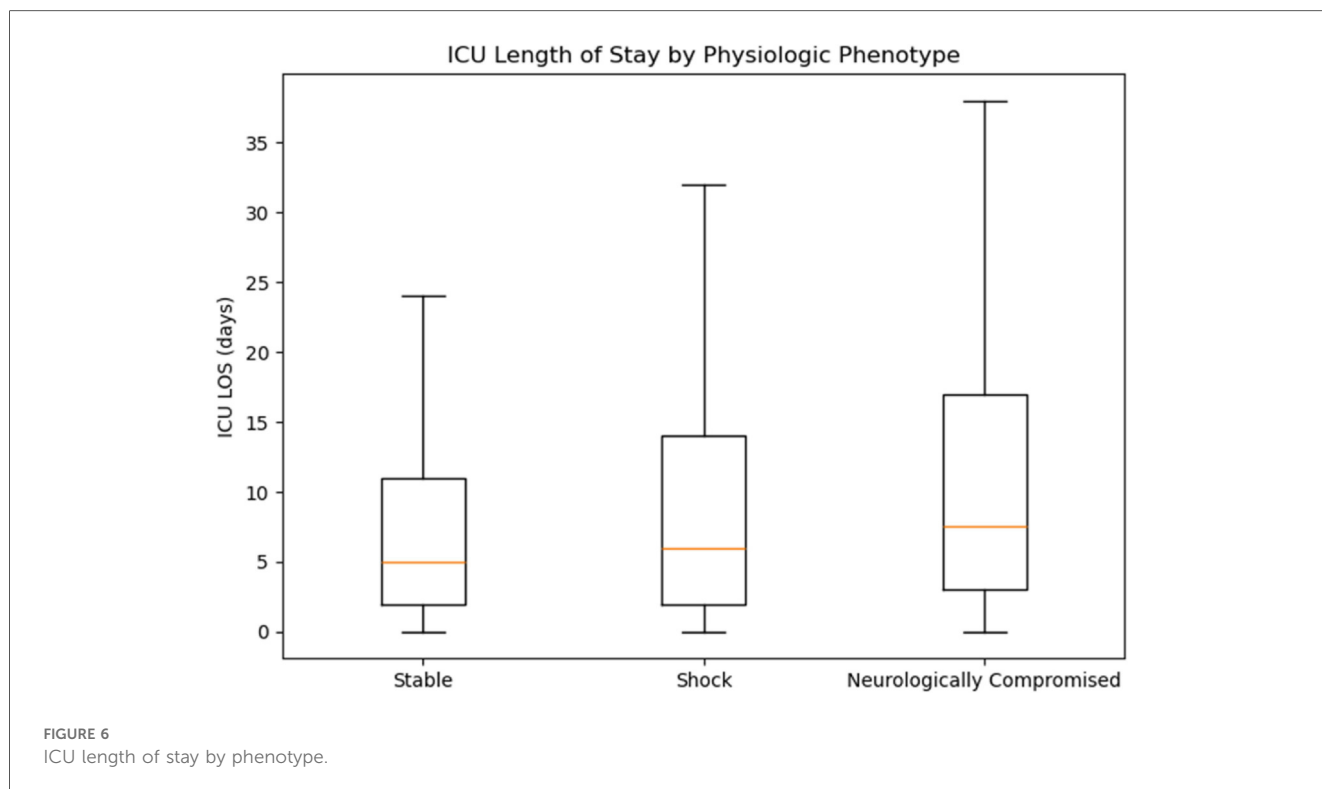 ICU Length of Stay by Physiologic Phenotype
35
30
25
20
15
10
5
0
ICU LOS (days)
Stable
Shock
Neurologically Compromised
FIGURE 6
ICU length of stay by phenotype.